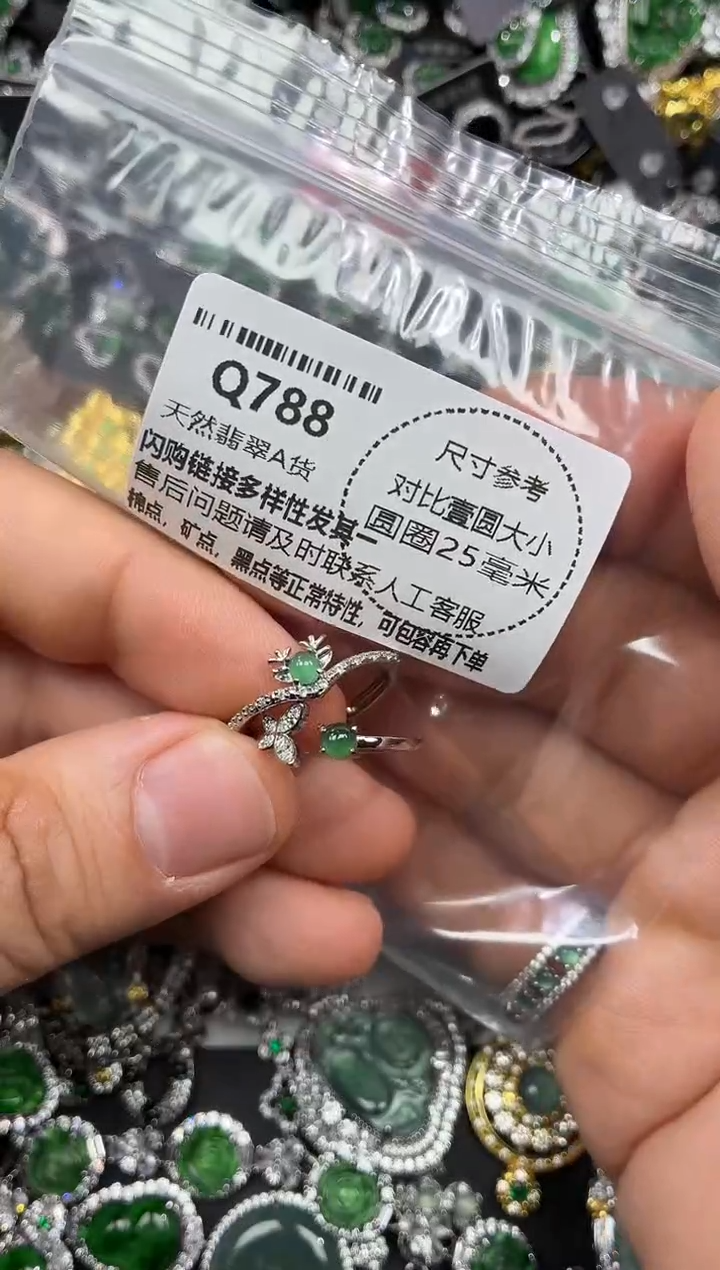 Q788
天然翡翠A货
闪购链接多样性发其一
售后问题请及时联系人工客服
棉点，矿点，黑点等正常特性，可包容再下单
尺寸参考
对比壹圆大小
圆圈25毫米